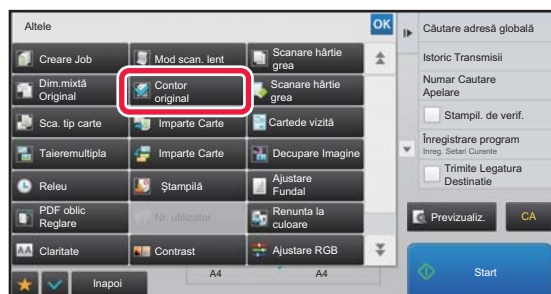 Altele
OK
Creare Job
Mod scan. lent
Scanare hârtie
grea
Dim.mixtă
Original
Contor
original
Scanare hârtie
grea
Sca. tip carte
Imparte Carte
Cartede vizită
Taieremultipla
Imparte Carte
Decupare Imagine
Releu
Ştampilă
Ajustare
Fundal
PDF oblic
Reglare
Nr. utilizator
Renunta la
culoare
AA Claritate
Contrast
Ajustare RGB
Inapoi
A4
A4
Căutare adresă globală
Istoric Transmisii
Numar Cautare
Apelare
Stampil. de verif.
Înregistrare program
Inreg. Setari Curente
Trimite Legatura
Destinatie
Previzualiz.
CA
Start